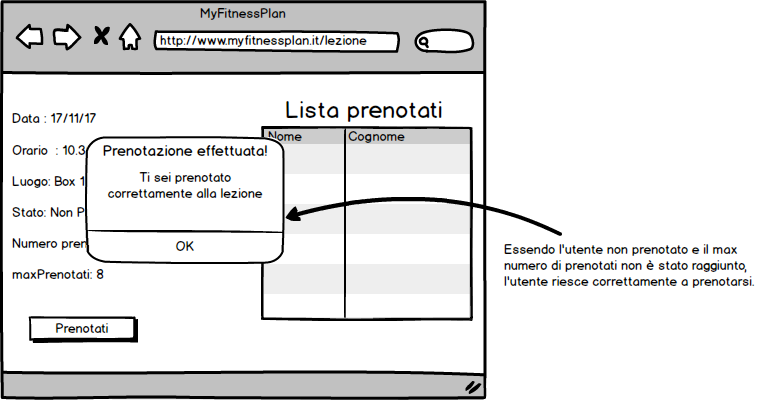 MyFitnessPlan
http://www.myfitnessplan.it/lezione
Data : 17/11/17
Orario : 10.3
Luogo: Box 1
Stato: Non P
Numero pren
maxPrenotati: 8
Prenotati
Lista prenotati
Nome Cognome
Prenotazione effettuata!
Ti sei prenotato
correttamente alla lezione
OK
Essendo l'utente non prenotato e il max
numero di prenotati non è stato raggiunto,
l'utente riesce correttamente a prenotarsi.